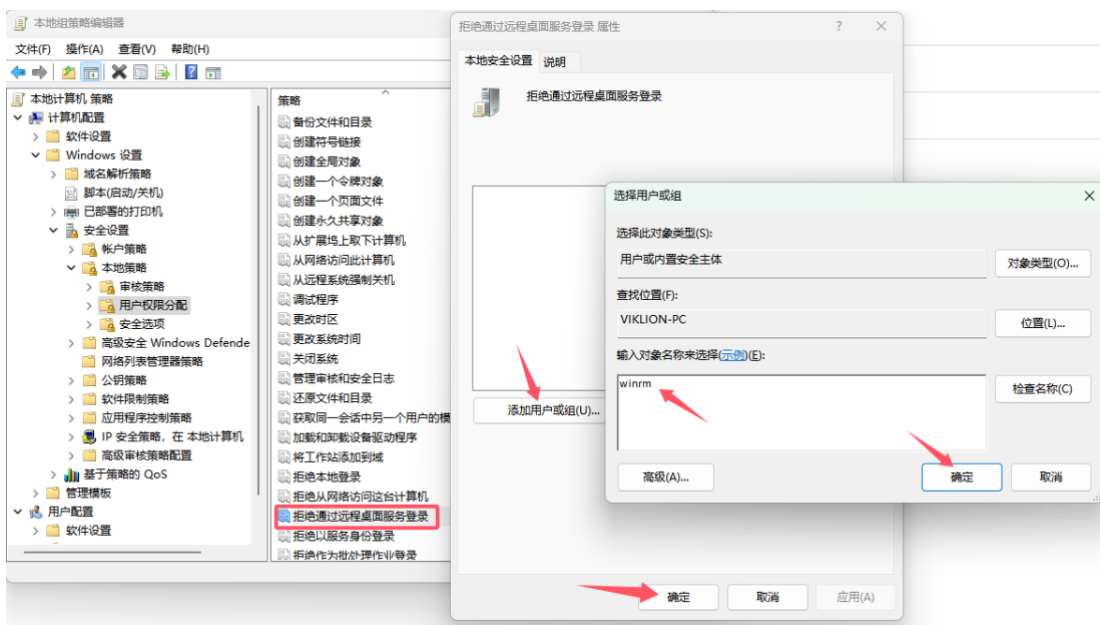 本地组策略编辑器
文件(F) 操作(A) 查看(V) 帮助(H)
本地计算机 策略
计算机配置
软件设置
Windows 设置
域名解析策略
脚本(启动/关机)
已部署的打印机
安全设置
帐户策略
本地策略
审核策略
用户权限分配
安全选项
高级安全 Windows Defende
网络列表管理器策略
公钥策略
软件限制策略
应用程序控制策略
IP 安全策略，在 本地计算机
高级审核策略配置
基于策略的 QoS
管理模板
用户配置
软件设置
策略
备份文件和目录
创建符号链接
创建全局对象
创建一个令牌对象
创建一个页面文件
创建永久共享对象
从扩展坞上取下计算机
从网络访问此计算机
从远程系统强制关机
调试程序
更改时区
更改系统时间
关闭系统
管理审核和安全日志
还原文件和目录
获取同一会话中另一个用户的模
加载和卸载设备驱动程序
将工作站添加到域
拒绝本地登录
拒绝从网络访问这台计算机
拒绝通过远程桌面服务登录
拒绝以服务身份登录
拒绝作为批处理作业登录
拒绝通过远程桌面服务登录 属性
? ×
本地安全设置 说明
拒绝通过远程桌面服务登录
添加用户或组(U)...
确定 取消 应用(A)
选择用户或组
选择此对象类型(S):
用户或内置安全主体
对象类型(O)...
查找位置(F):
VIKLION-PC
位置(L)...
输入对象名称来选择(示例)(E):
winrm
检查名称(C)
高级(A)...
确定 取消